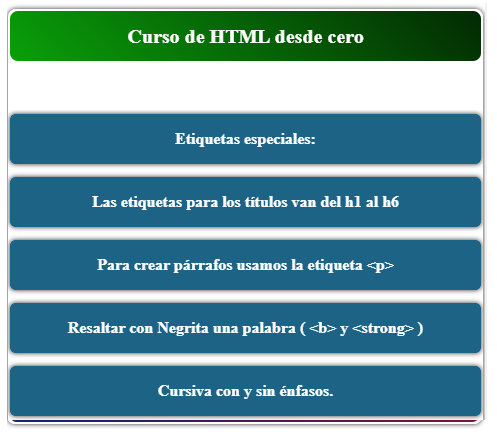 Curso de HTML desde cero
Etiquetas especiales:
Las etiquetas para los títulos van del h1 al h6
Para crear párrafos usamos la etiqueta <p>
Resaltar con Negrita una palabra ( <b> y <strong> )
Cursiva con y sin énfasos.